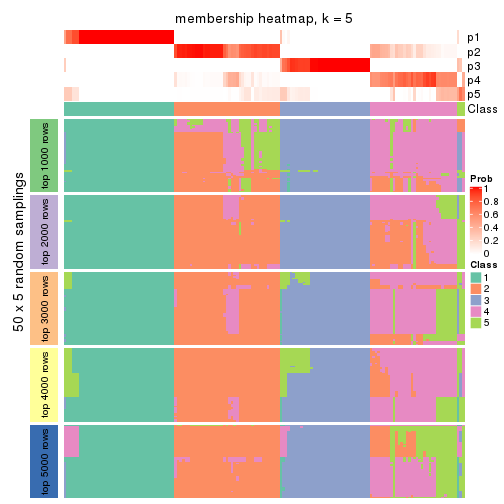 membership heatmap, k = 5
p1
p2
p3
p4
p5
Class
50 x 5 random samplings
top 1000 rows
top 2000 rows
top 3000 rows
top 4000 rows
top 5000 rows
Prob
1
0.8
0.6
0.4
0.2
0
Class
1
2
3
4
5